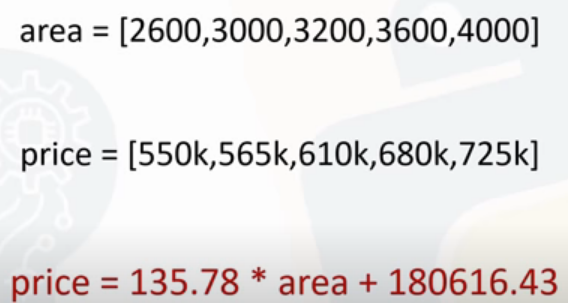 area = [2600,3000,3200,3600,4000]
price = [550k,565k,610k,680k,725k]
price = 135.78 * area + 180616.43